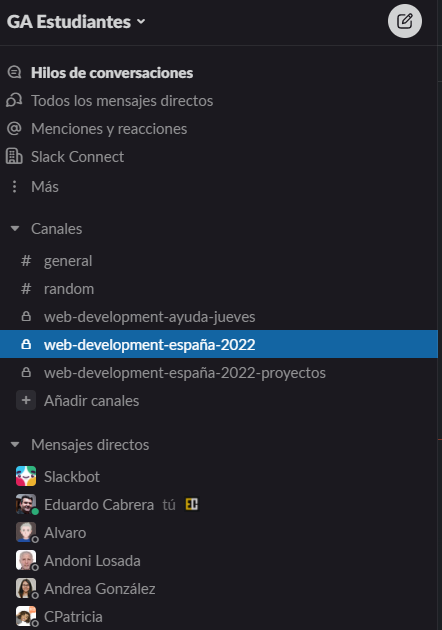 GA Estudiantes
Hilos de conversaciones
Todos los mensajes directos
Menciones y reacciones
Slack Connect
Más
Canales
# general
# random
web-development-ayuda-jueves
web-development-españa-2022
web-development-españa-2022-proyectos
+ Añadir canales
Mensajes directos
Slackbot
Eduardo Cabrera tú EC
Alvaro
Andoni Losada
Andrea González
CPatricia